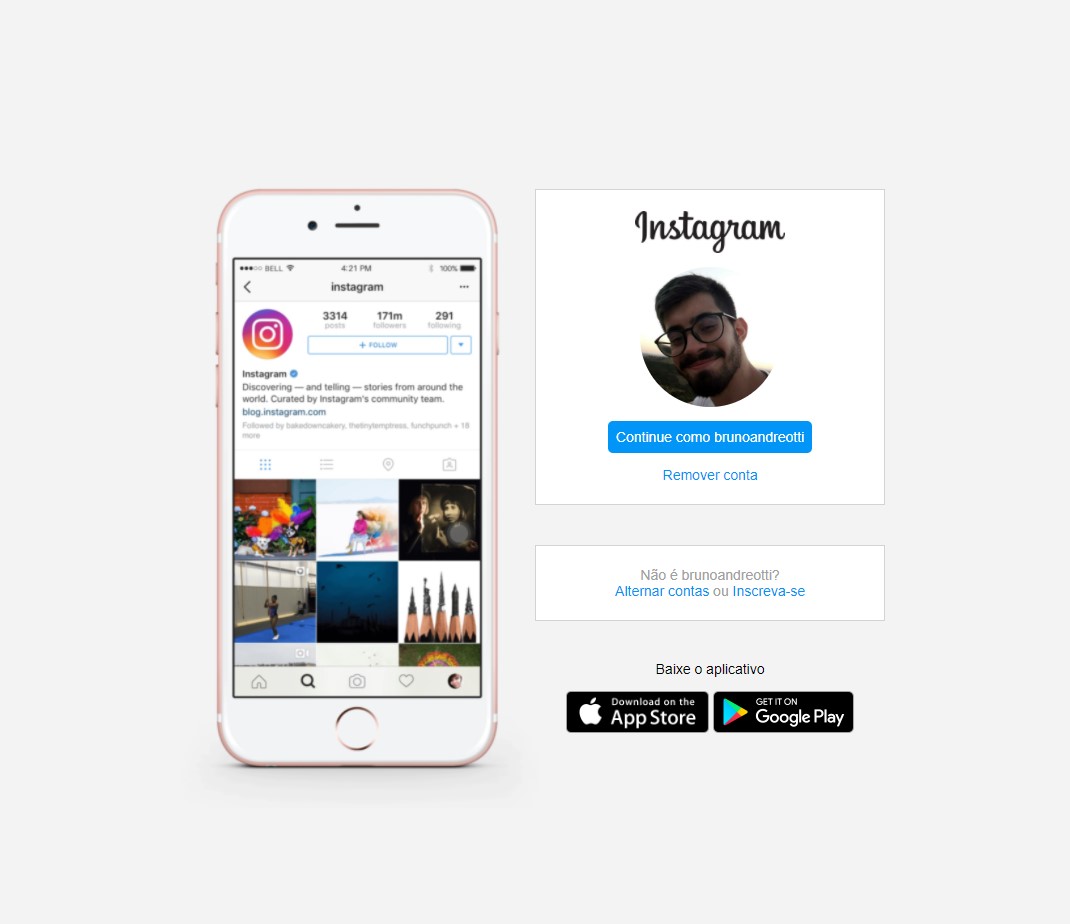 BELL
4:21 PM
100%
instagram
3314
posts
171m
followers
291
following
+ FOLLOW
Instagram
Discovering — and telling — stories from around the
world. Curated by Instagram's community team.
blog.instagram.com
Followed by bakedowncakery, thetinytemptress, funchpunch + 18
more
Instagram
Continue como brunoandreotti
Remover conta
Não é brunoandreotti?
Alternar contas ou Inscreva-se
Baixe o aplicativo
Download on the
App Store
GET IT ON
Google Play